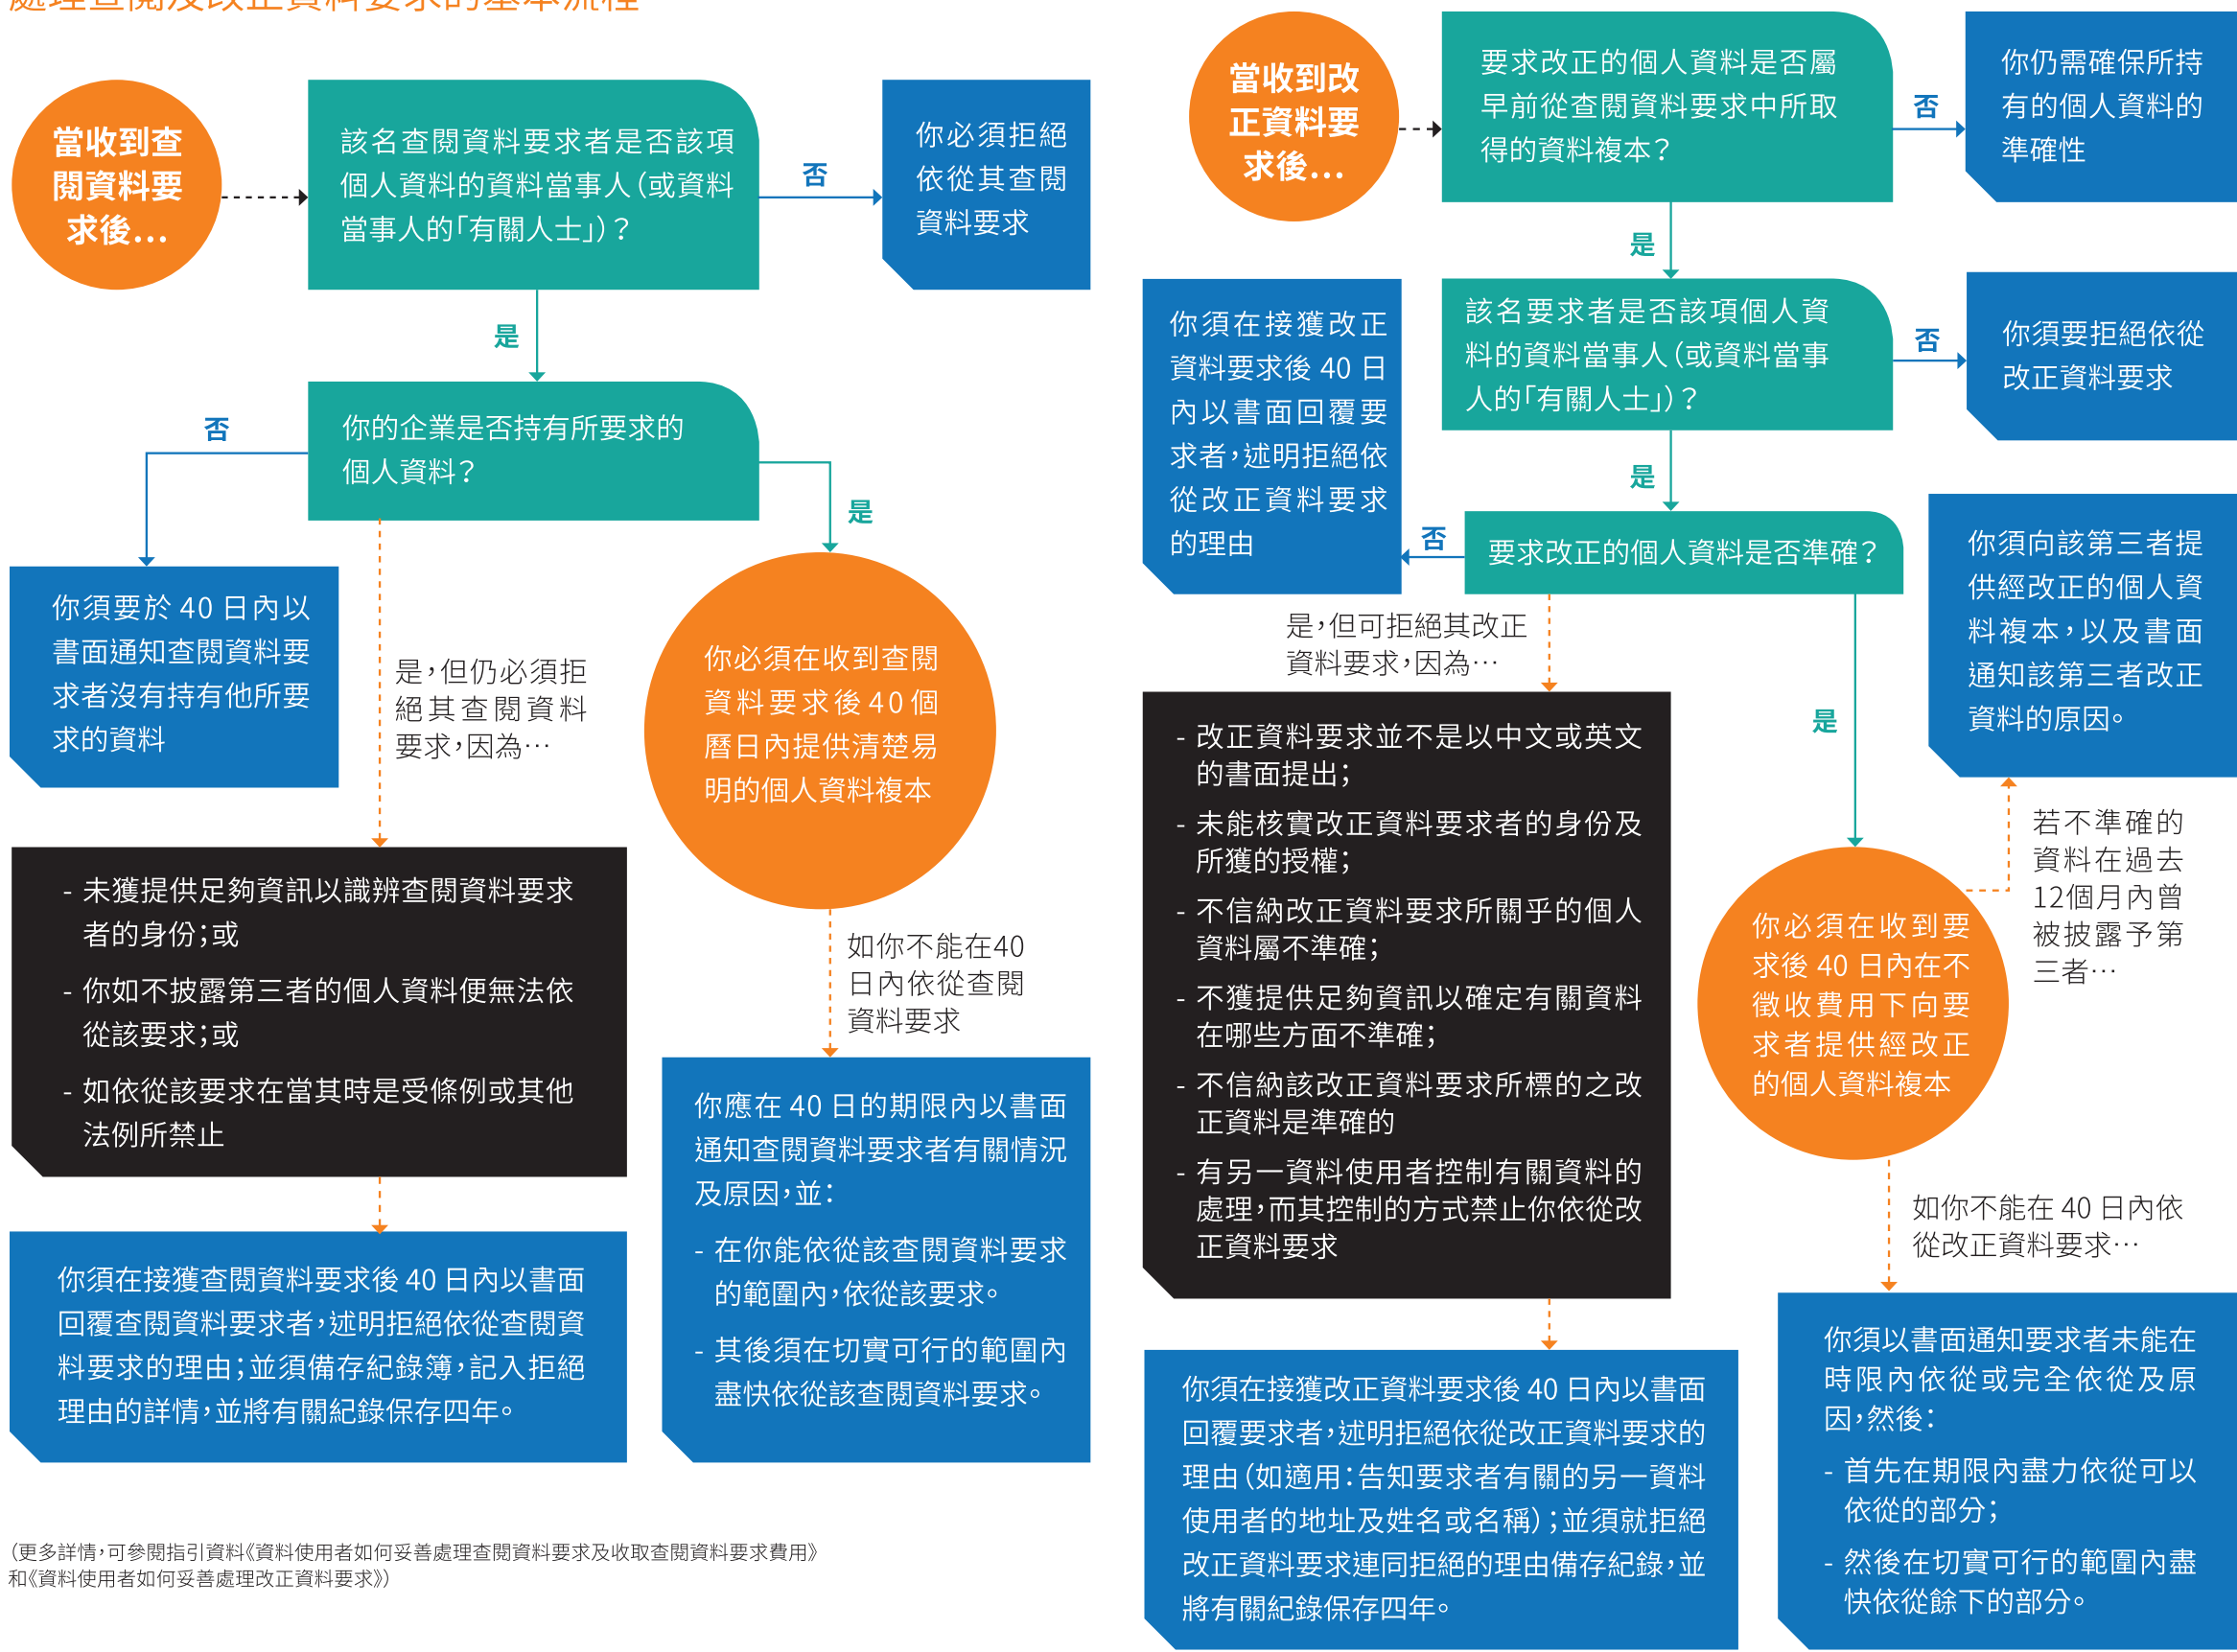 處理查閱及改正資料要求的基本流程
當收到查
閱資料要
求後…
該名查閱資料要求者是否該項
個人資料的資料當事人（或資料
當事人的「有關人士」）？
否
你必須拒絕
依從其查閱
資料要求
是
你的企業是否持有所要求的
個人資料？
否
是
你須要於 40 日內以
書面通知查閱資料要
求者沒有持有他所要
求的資料
是，但仍必須拒
絕其查閱資料
要求，因為…
你必須在收到查閱
資料要求後 40 個
曆日內提供清楚易
明的個人資料複本
- 未獲提供足夠資訊以識辨查閱資料要求
者的身份；或
- 你如不披露第三者的個人資料便無法依
從該要求；或
- 如依從該要求在當其時是受條例或其他
法例所禁止
如你不能在40
日內依從查閱
資料要求
你須在接獲查閱資料要求後 40 日內以書面
回覆查閱資料要求者，述明拒絕依從查閱資
料要求的理由；並須備存紀錄簿，記入拒絕
理由的詳情，並將有關紀錄保存四年。
你應在 40 日的期限內以書面
通知查閱資料要求者有關情況
及原因，並：
- 在你能依從該查閱資料要求
的範圍內，依從該要求。
- 其後須在切實可行的範圍內
盡快依從該查閱資料要求。
（更多詳情，可參閱指引資料《資料使用者如何妥善處理查閱資料要求及收取查閱資料要求費用》
和《資料使用者如何妥善處理改正資料要求》）
當收到改
正資料要
求後…
要求改正的個人資料是否屬
早前從查閱資料要求中所取
得的資料複本？
否
你仍需確保所持
有的個人資料的
準確性
是
該名要求者是否該項個人資
料的資料當事人（或資料當事
人的「有關人士」）？
否
你須要拒絕依從
改正資料要求
是
要求改正的個人資料是否準確？
否
你須在接獲改正
資料要求後 40 日
內以書面回覆要
求者，述明拒絕依
從改正資料要求
的理由
是，但可拒絕其改正
資料要求，因為…
是
你須向該第三者提
供經改正的個人資
料複本，以及書面
通知該第三者改正
資料的原因。
- 改正資料要求並不是以中文或英文
的書面提出；
- 未能核實改正資料要求者的身份及
所獲的授權；
- 不信納改正資料要求所關乎的個人
資料屬不準確；
- 不獲提供足夠資訊以確定有關資料
在哪些方面不準確；
- 不信納該改正資料要求所標的之改
正資料是準確的
- 有另一資料使用者控制有關資料的
處理，而其控制的方式禁止你依從改
正資料要求
若不準確的
資料在過去
12個月內曾
被披露予第
三者…
你必須在收到要
求後 40 日內在不
徵收費用下向要
求者提供經改正
的個人資料複本
如你不能在 40 日內依
從改正資料要求…
你須在接獲改正資料要求後 40 日內以書面
回覆要求者，述明拒絕依從改正資料要求的
理由（如適用：告知要求者有關的另一資料
使用者的地址及姓名或名稱）；並須就拒絕
改正資料要求連同拒絕的理由備存紀錄，並
將有關紀錄保存四年。
你須以書面通知要求者未能在
時限內依從或完全依從及原
因，然後：
- 首先在期限內盡力依從可以
依從的部分；
- 然後在切實可行的範圍內盡
快依從餘下的部分。